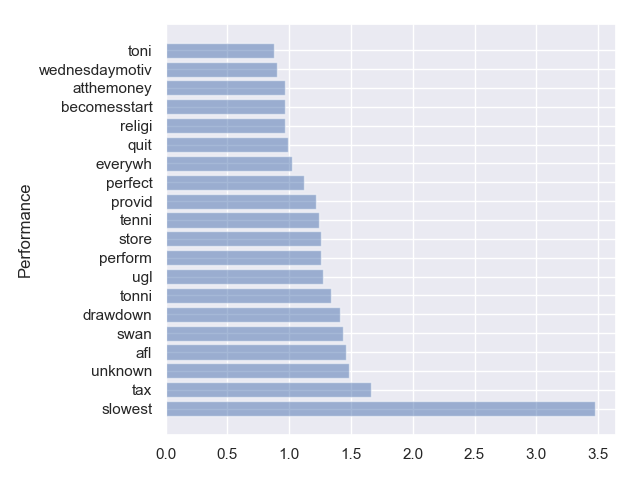 toni
wednesdaymotiv
atthemoney
becomesstart
religi
quit
everywh
perfect
provid
tenni
store
perform
ugl
tonni
drawdown
swan
afl
unknown
tax
slowest
Performance
0.0 0.5 1.0 1.5 2.0 2.5 3.0 3.5